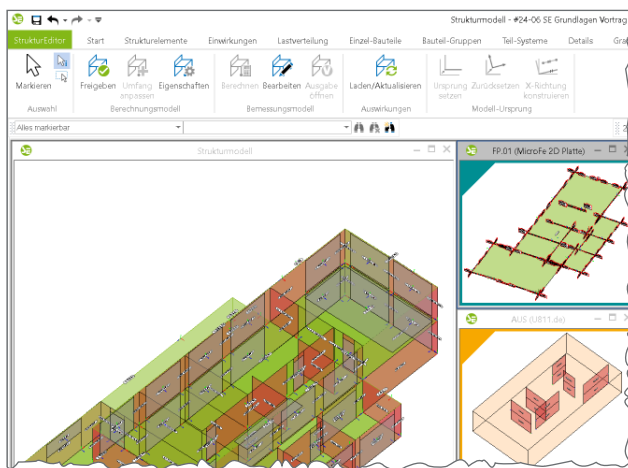 Strukturmodell - #24-06 SE Grundlagen Vortrag
StrukturEditor Start Strukturelemente Einwirkungen Lastverteilung Einzel-Bauteile Bauteil-Gruppen Teil-Systeme Details
Markieren Freigeben Umfang anpassen Eigenschaften Berechnen Bearbeiten Ausgabe öffnen Laden/Aktualisieren Ursprung setzen Zurücksetzen X-Richtung konstruieren
Auswahl Berechnungsmodell Bemessungsmodell Auswirkungen Modell-Ursprung
Alles markierbar
Strukturmodell
FP.01 (MicroFe 2D Platte)
AUS (U811.de)